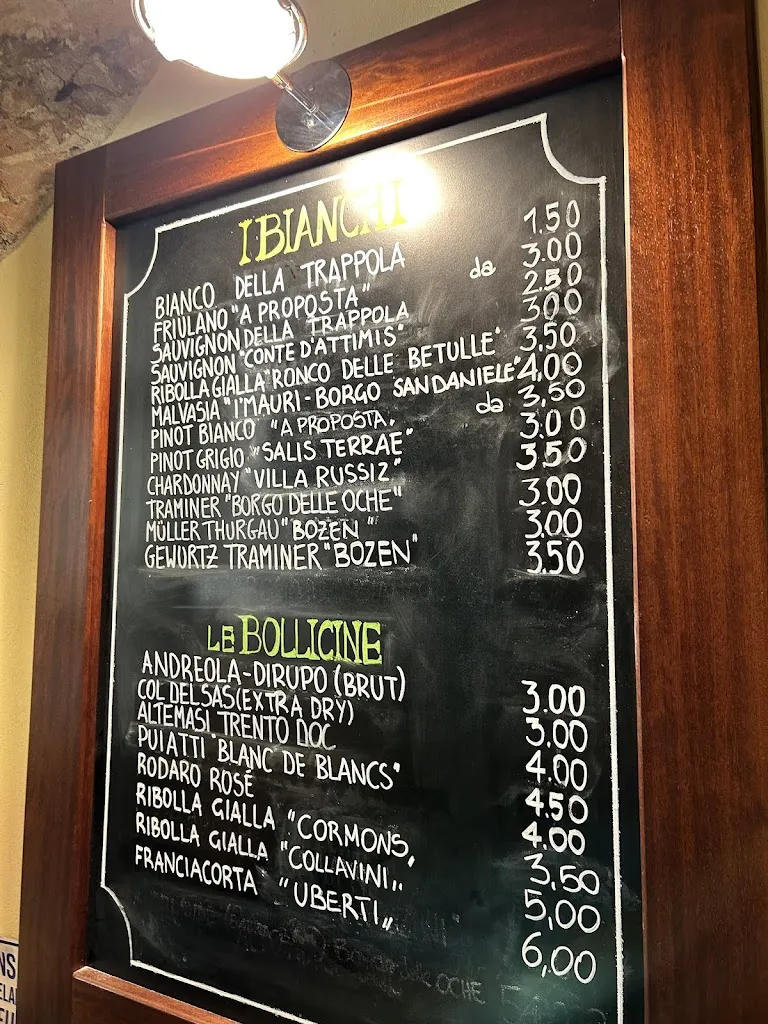 I BIANCHI
BIANCO DELLA TRAPPOLA 1.50
FRIULANO "A PROPOSTA" da 3.00
SAUVIGNON DELLA TRAPPOLA 2.50
SAUVIGNON "CONTE D'ATTIMIS" 3.00
RIBOLLA GIALLA "RONCO DELLE BETULLE" 3,50
MALVASIA "I'MAURI - BORGO SAN DANIELE" 4,00
PINOT BIANCO "A PROPOSTA" da 3,50
PINOT GRIGIO "SALIS TERRAE" 3.00
CHARDONNAY "VILLA RUSSIZ" 3.50
TRAMINER "BORGO DELLE OCHE" 3.00
MÜLLER THURGAU "BOZEN" 3.00
GEWURTZ TRAMINER "BOZEN" 3.50
LE BOLLICINE
ANDREOLA-DIRUPO (BRUT) 3.00
COL DEL SAS (EXTRA DRY) 3.00
ALTEMASI TRENTO DOC 4.00
PUIATTI "BLANC DE BLANCS" 4.50
RODARO ROSÉ 4.00
RIBOLLA GIALLA "CORMONS" 3,50
RIBOLLA GIALLA "COLLAVINI" 5,00
FRANCIACORTA "UBERTI" 6,00
OCHE
NS
ELA